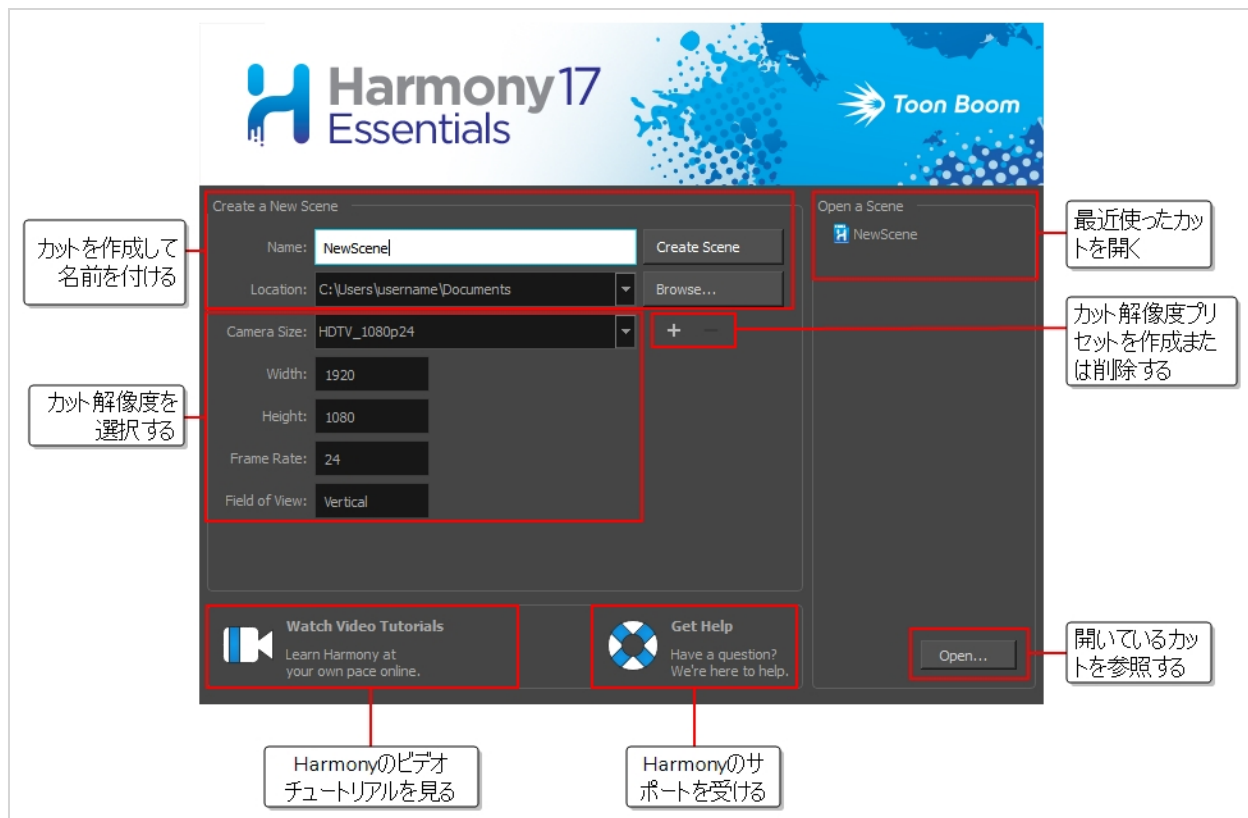 Harmony 17
Essentials
Toon Boom
Create a New Scene
Name:
NewScene
Create Scene
Location:
C:\Users\username\Documents
Browse...
Camera Size:
HDTV_1080p24
+ −
Width:
1920
Height:
1080
Frame Rate:
24
Field of View:
Vertical
Open a Scene
NewScene
Watch Video Tutorials
Learn Harmony at
your own pace online.
Get Help
Have a question?
We're here to help.
Open...
カットを作成して
名前を付ける
カット解像度を
選択する
最近使ったカッ
トを開く
カット解像度プリ
セットを作成また
は削除する
開いているカッ
トを参照する
Harmonyのビデオ
チュートリアルを見る
Harmonyのサ
ポートを受ける